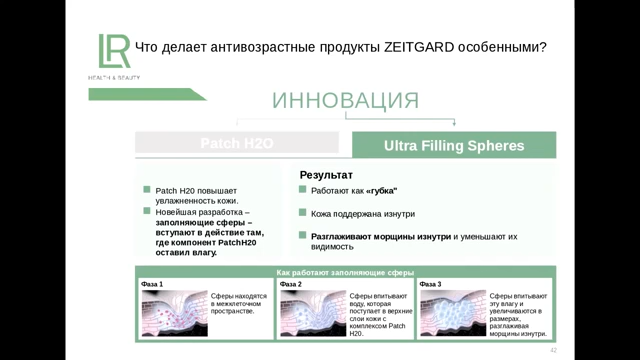 LR
HEALTH & BEAUTY
Что делает антивозрастные продукты ZEITGARD особенными?
ИННОВАЦИЯ
Patch H2O
Ultra Filling Spheres
Patch H20 повышает
увлажненность кожи.
Новейшая разработка –
заполняющие сферы –
вступают в действие там,
где компонент PatchH20
оставил влагу.
Результат
Работают как «губка"
Кожа поддержана изнутри
Разглаживают морщины изнутри и уменьшают их
видимость
Как работают заполняющие сферы
Фаза 1
Сферы находятся
в межклеточном
пространстве.
Фаза 2
Сферы впитывают
воду, которая
поступает в верхние
слои кожи с
комплексом Patch
H20.
Фаза 3
Сферы впитывают
эту влагу и
увеличиваются в
размерах,
разглаживая
морщины изнутри.
42